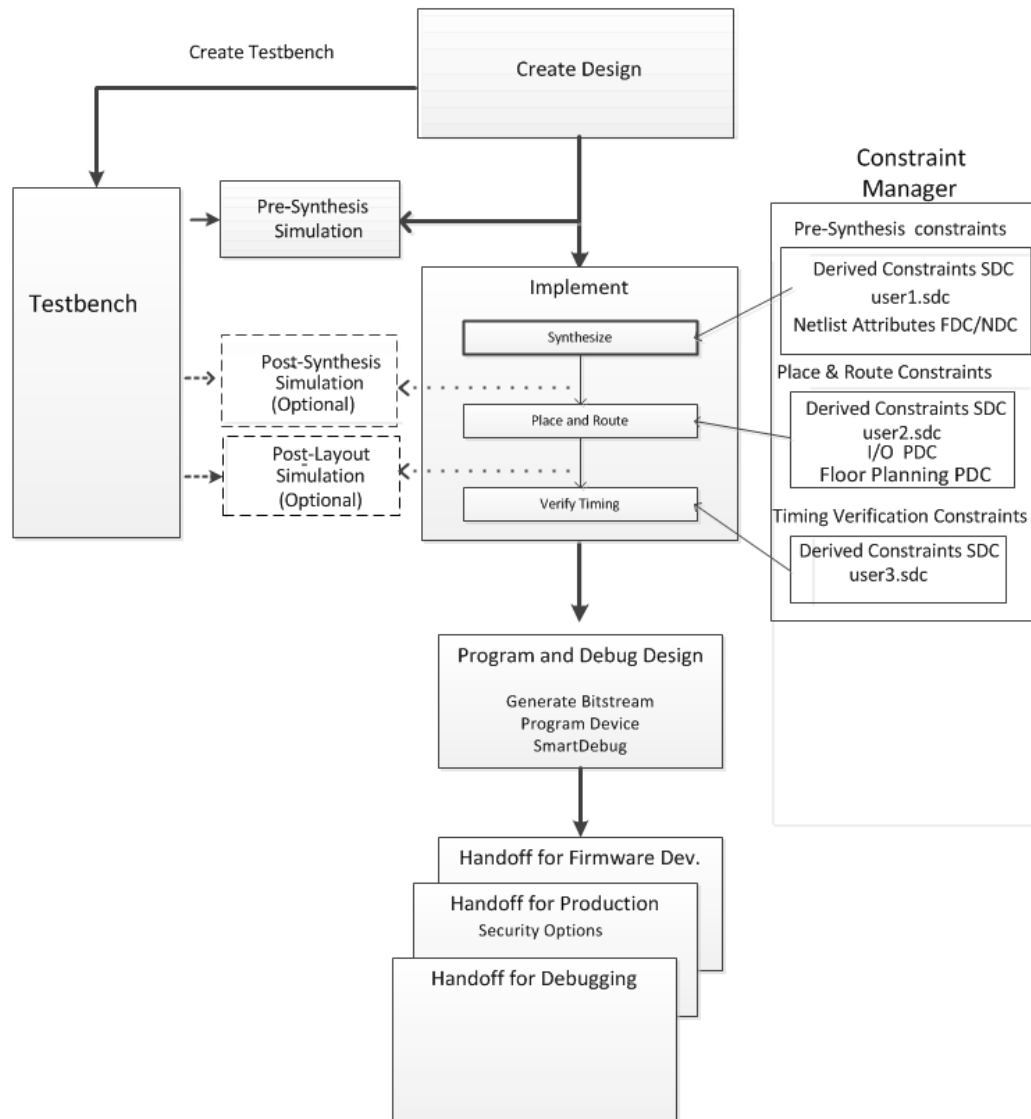 Create Testbench
Create Design
Constraint
Manager
Pre-Synthesis
Simulation
Pre-Synthesis constraints
Derived Constraints SDC
user1.sdc
Netlist Attributes FDC/NDC
Testbench
Implement
Synthesize
Post-Synthesis
Simulation
(Optional)
Place & Route Constraints
Derived Constraints SDC
user2.sdc
I/O PDC
Floor Planning PDC
Place and Route
Post-Layout
Simulation
(Optional)
Verify Timing
Timing Verification Constraints
Derived Constraints SDC
user3.sdc
Program and Debug Design
Generate Bitstream
Program Device
SmartDebug
Handoff for Firmware Dev.
Handoff for Production
Security Options
Handoff for Debugging